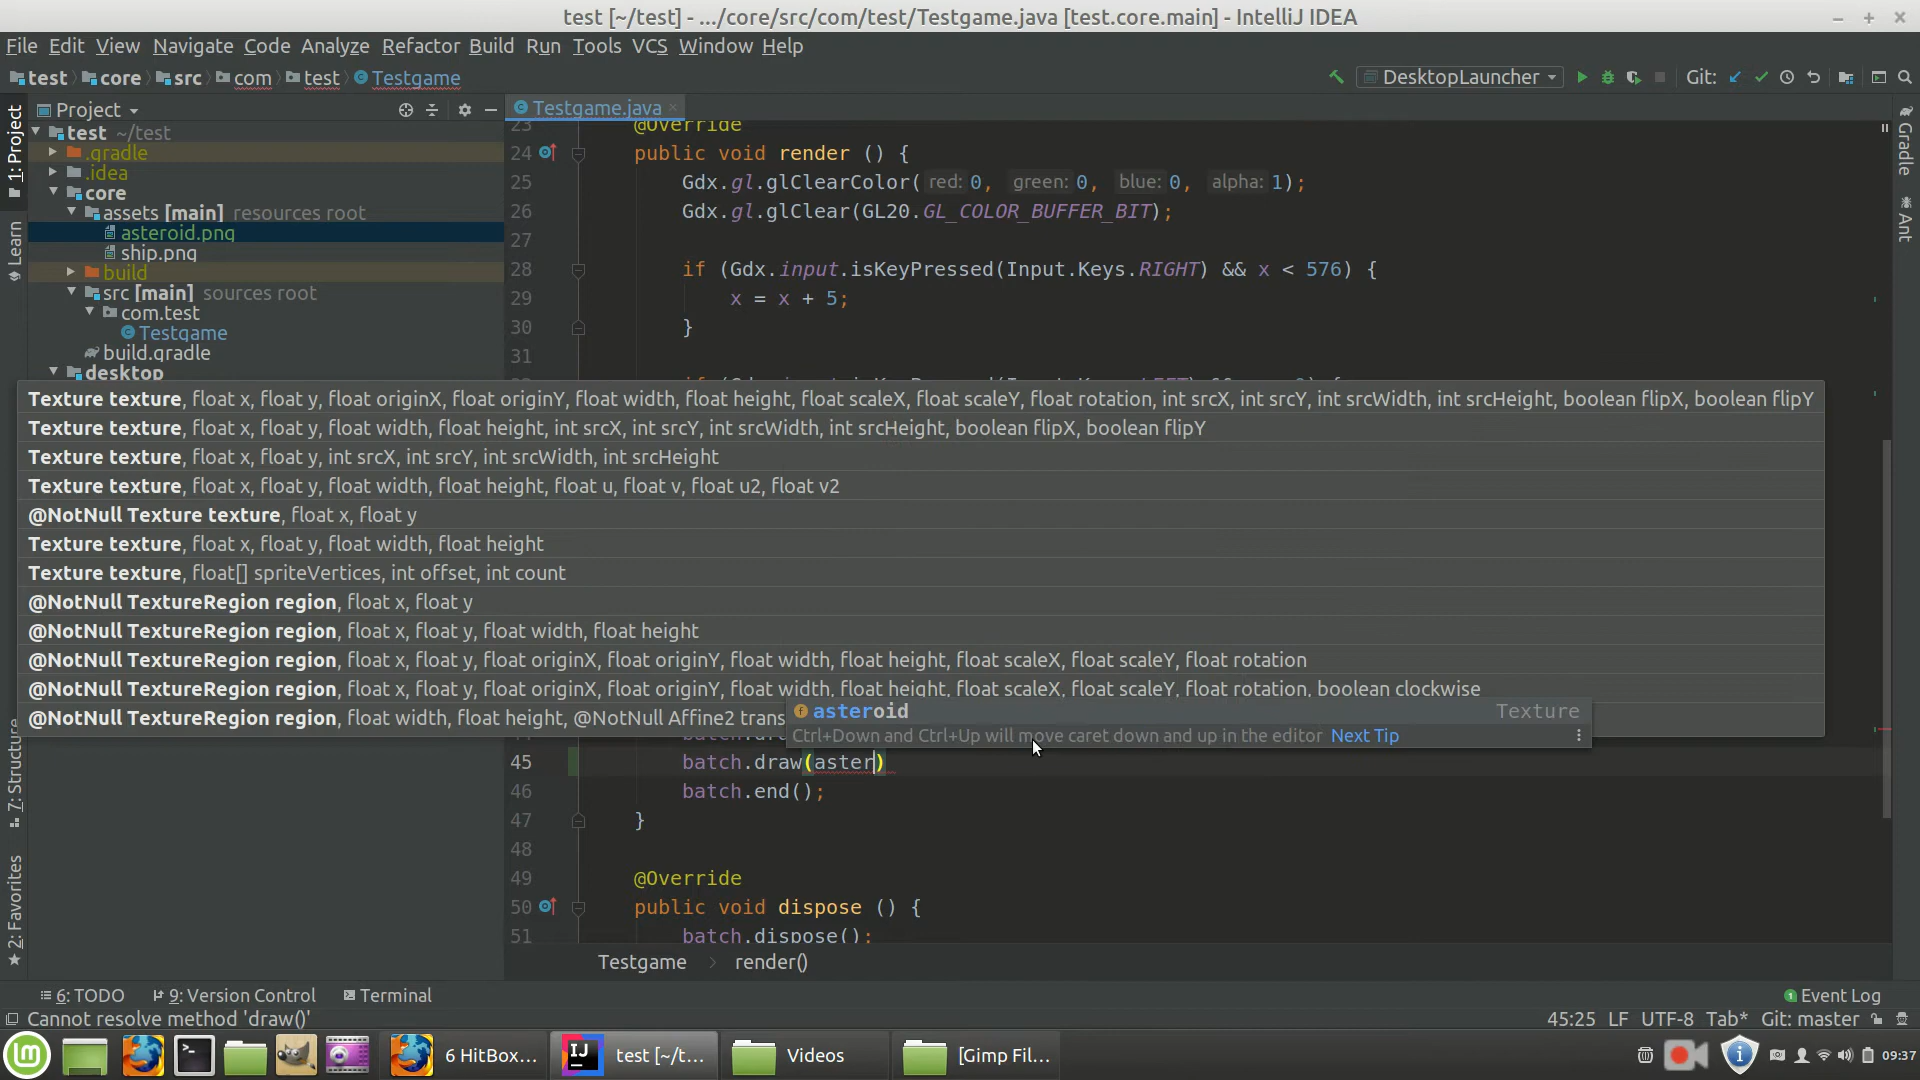 test [~/test] - .../core/src/com/test/Testgame.java [test.core.main] - IntelliJ IDEA
File Edit View Navigate Code Analyze Refactor Build Run Tools VCS Window Help
test core src com test Testgame DesktopLauncher Git:
Project Testgame.java
1: Project
Learn
7: Structure
2: Favorites
test ~/test
.gradle
.idea
core
assets [main] resources root
asteroid.png
ship.png
build
src [main] sources root
com.test
Testgame
build.gradle
desktop
23 @Override
24 public void render () {
25 Gdx.gl.glClearColor( red: 0, green: 0, blue: 0, alpha: 1);
26 Gdx.gl.glClear(GL20.GL_COLOR_BUFFER_BIT);
27
28 if (Gdx.input.isKeyPressed(Input.Keys.RIGHT) && x < 576) {
29 x = x + 5;
30 }
31
Texture texture, float x, float y, float originX, float originY, float width, float height, float scaleX, float scaleY, float rotation, int srcX, int srcY, int srcWidth, int srcHeight, boolean flipX, boolean flipY
Texture texture, float x, float y, float width, float height, int srcX, int srcY, int srcWidth, int srcHeight, boolean flipX, boolean flipY
Texture texture, float x, float y, int srcX, int srcY, int srcWidth, int srcHeight
Texture texture, float x, float y, float width, float height, float u, float v, float u2, float v2
@NotNull Texture texture, float x, float y
Texture texture, float x, float y, float width, float height
Texture texture, float[] spriteVertices, int offset, int count
@NotNull TextureRegion region, float x, float y
@NotNull TextureRegion region, float x, float y, float width, float height
@NotNull TextureRegion region, float x, float y, float originX, float originY, float width, float height, float scaleX, float scaleY, float rotation
@NotNull TextureRegion region, float x, float y, float originX, float originY, float width, float height, float scaleX, float scaleY, float rotation, boolean clockwise
@NotNull TextureRegion region, float width, float height, @NotNull Affine2 trans
asteroid Texture
Ctrl+Down and Ctrl+Up will move caret down and up in the editor Next Tip
45 batch.draw(aster)
46 batch.end();
47 }
48
49 @Override
50 public void dispose () {
51 batch.dispose();
Testgame > render()
Gradle
Ant
6: TODO 9: Version Control Terminal 1 Event Log
Cannot resolve method 'draw()' 45:25 LF UTF-8 Tab* Git: master
6 HitBox... IJ test [~/t... Videos [Gimp Fil... 09:37